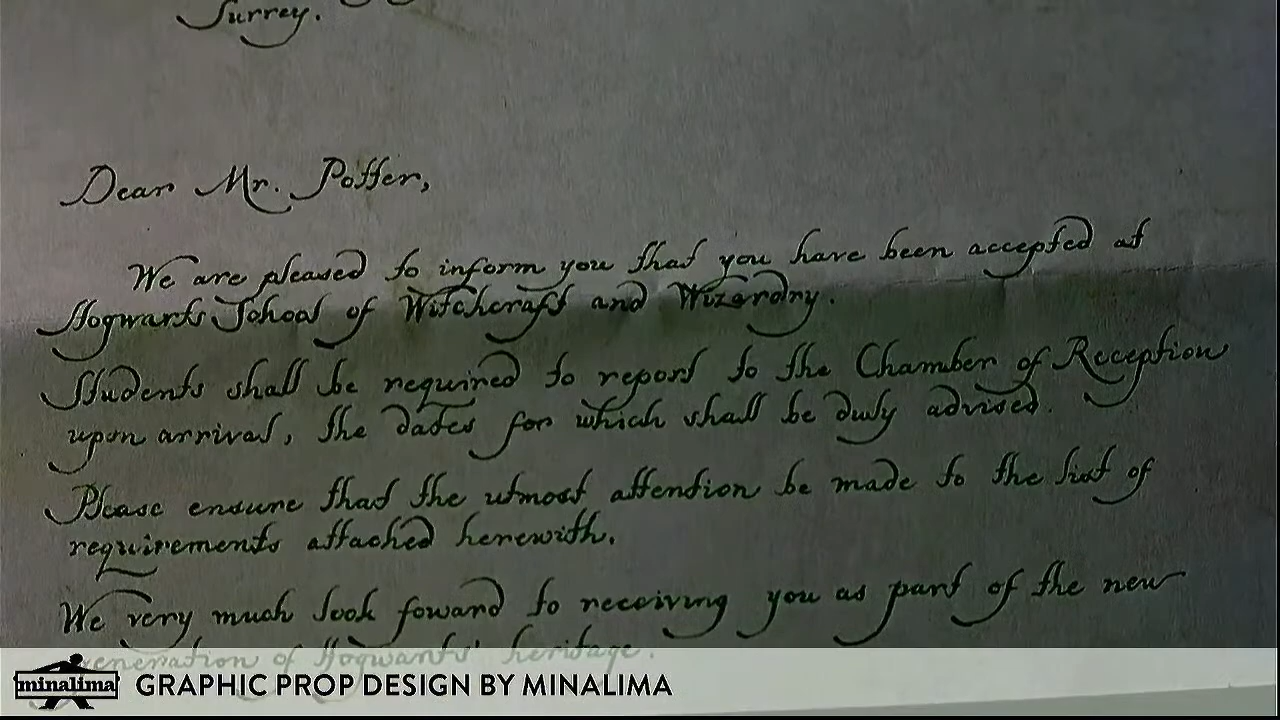 Surrey.
Dear Mr. Potter,
We are pleased to inform you that you have been accepted at
Hogwarts School of Witchcraft and Wizardry.
Students shall be required to report to the Chamber of Reception
upon arrival, the dates for which shall be duly advised.
Please ensure that the utmost attention be made to the list of
requirements attached herewith.
We very much look foward to receiving you as part of the new
generation of Hogwarts' heritage.
minalima GRAPHIC PROP DESIGN BY MINALIMA